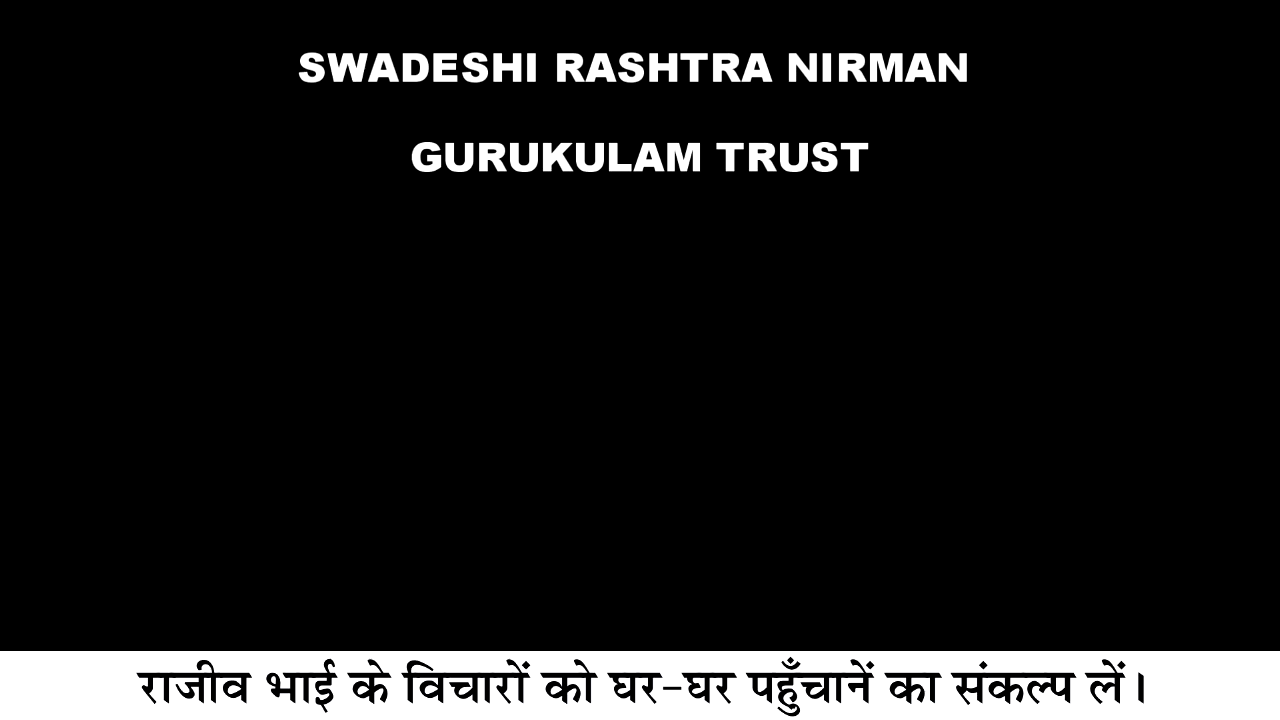 SWADESHI RASHTRA NIRMAN
GURUKULAM TRUST
राजीव भाई के विचारों को घर-घर पहुँचानें का संकल्प लें।